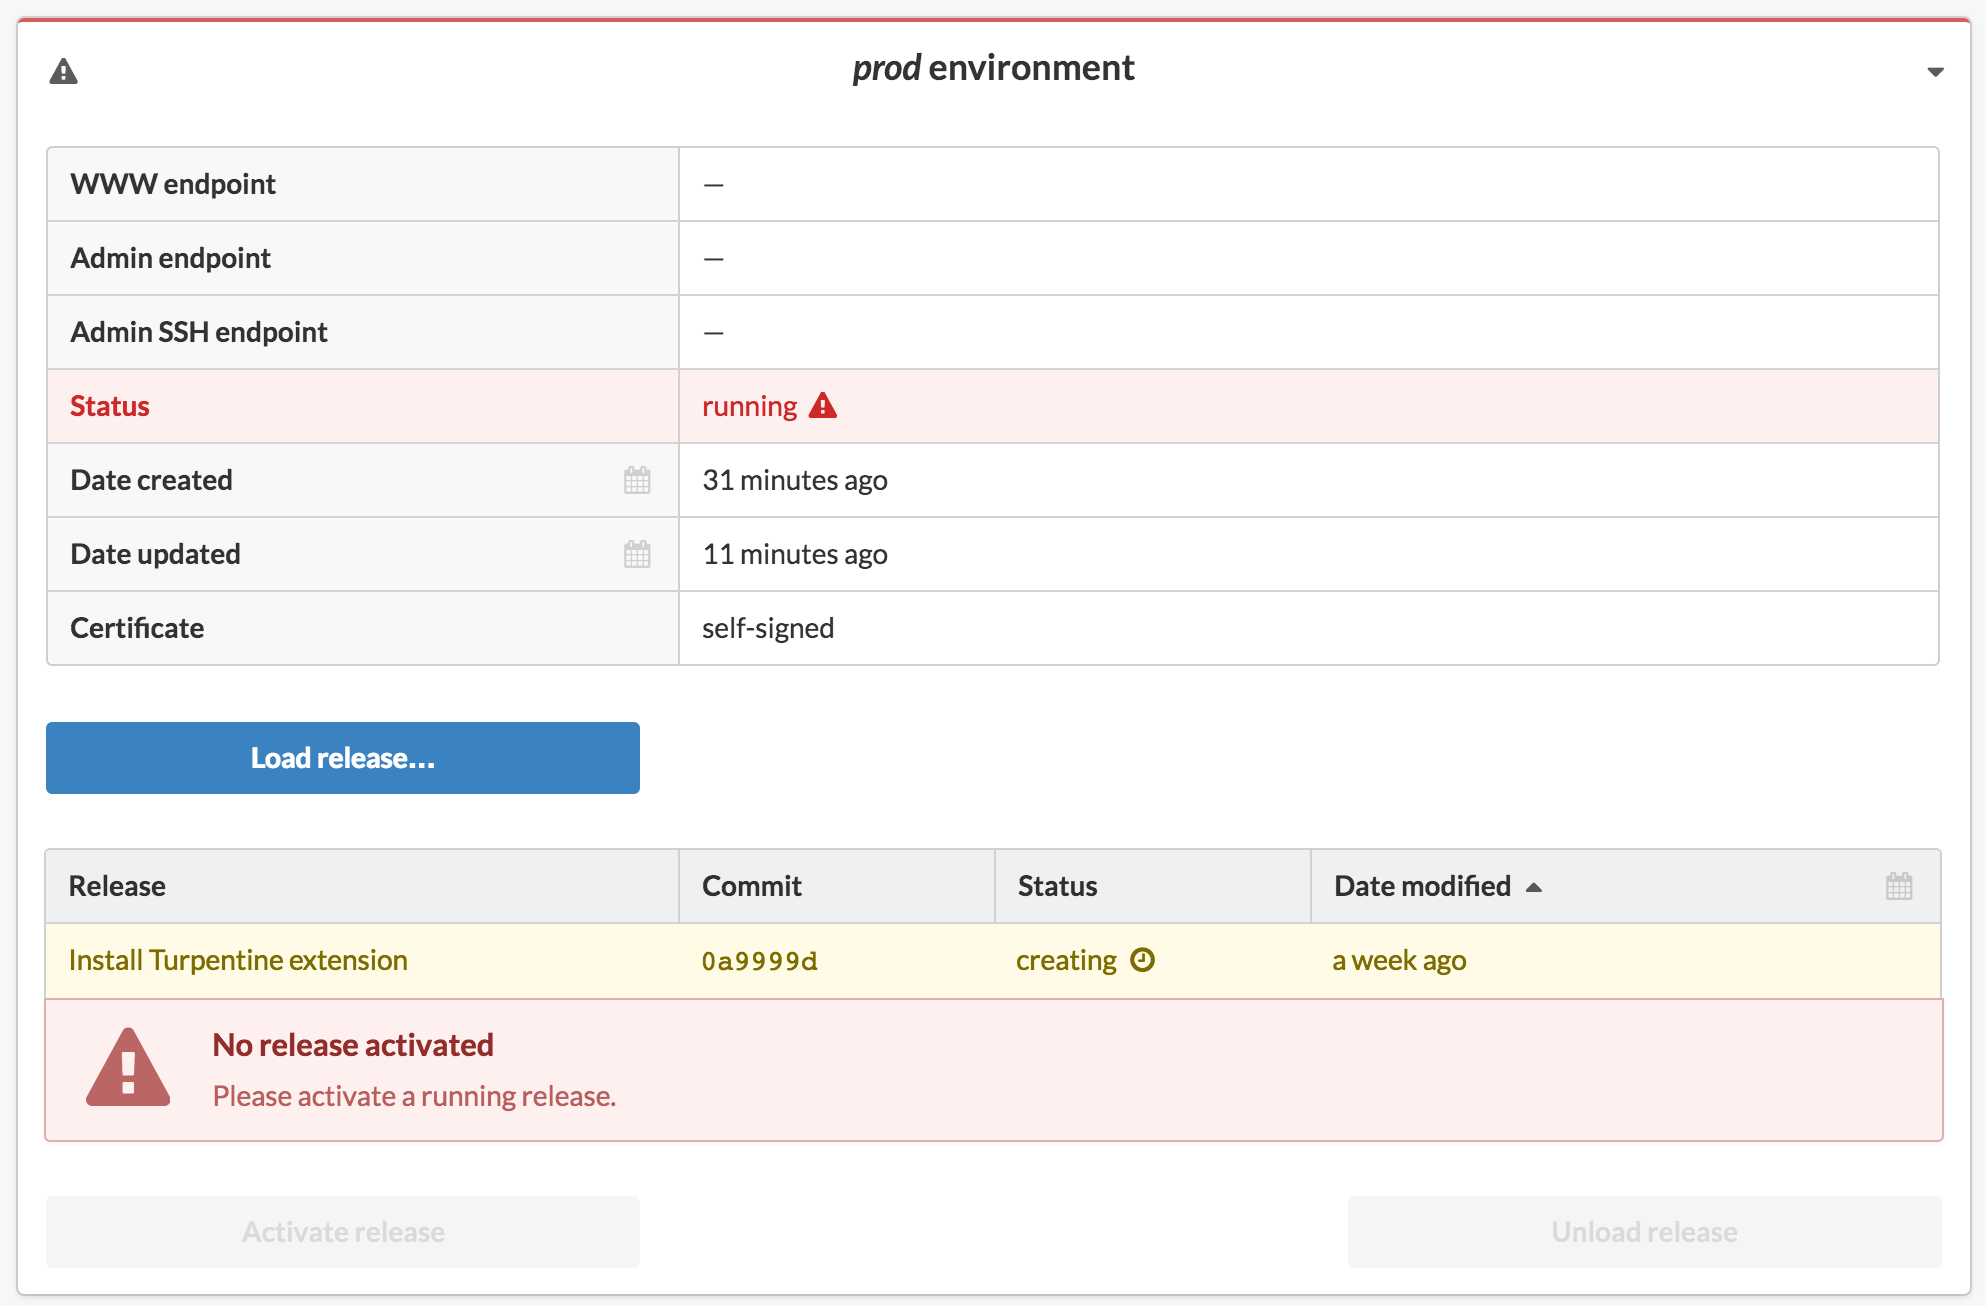 prod environment
WWW endpoint —
Admin endpoint —
Admin SSH endpoint —
Status running
Date created 31 minutes ago
Date updated 11 minutes ago
Certificate self-signed
Load release...
Release Commit Status Date modified
Install Turpentine extension 0a9999d creating a week ago
No release activated
Please activate a running release.
Activate release Unload release